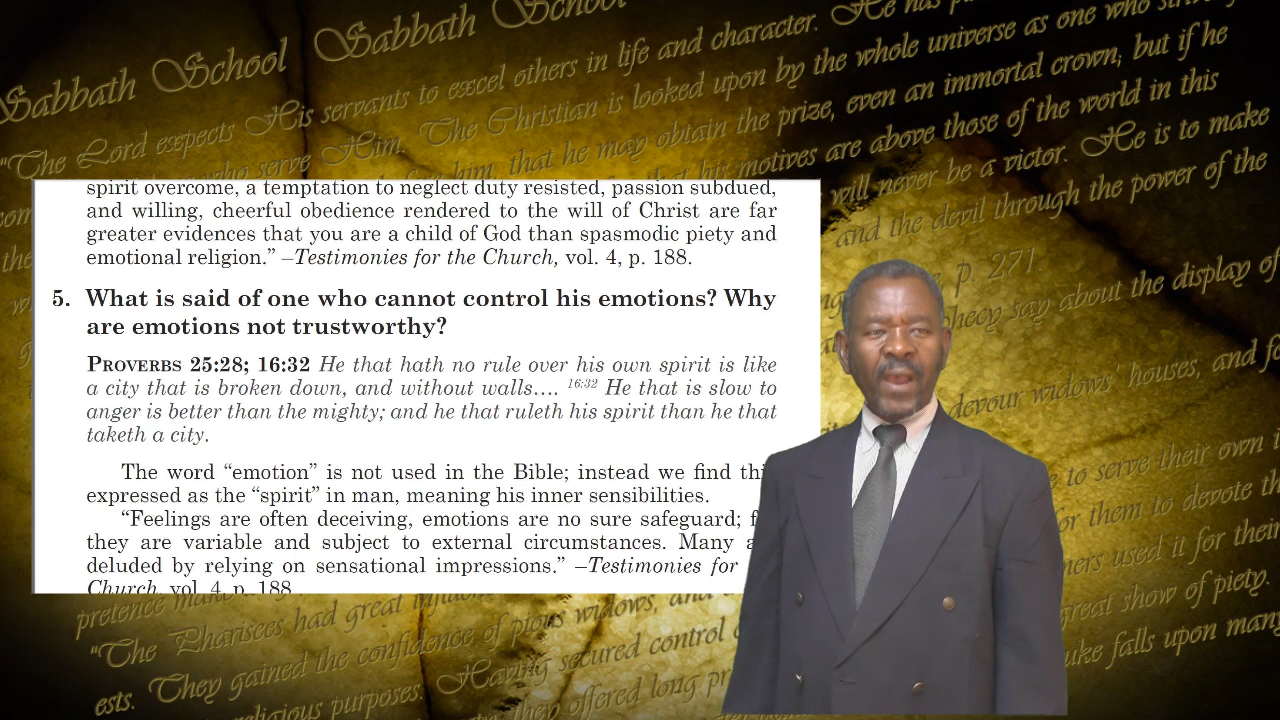 Sabbath School Sabbath School
"The Lord expects His servants to excel others in life and character. He has
who serve Him. The Christian is looked upon by the whole universe as one who
him, that he may obtain the prize, even an immortal crown; but if he
his motives are above those of the world in this
will never be a victor. He is to make
and the devil through the power of the
p. 271.
say about the display of
devour widows' houses, and
to serve their own
for them to devote
used it for their
great show of piety.
falls upon many
spirit overcome, a temptation to neglect duty resisted, passion subdued,
and willing, cheerful obedience rendered to the will of Christ are far
greater evidences that you are a child of God than spasmodic piety and
emotional religion.” –Testimonies for the Church, vol. 4, p. 188.
5. What is said of one who cannot control his emotions? Why
are emotions not trustworthy?
PROVERBS 25:28; 16:32 He that hath no rule over his own spirit is like
a city that is broken down, and without walls.... 16:32 He that is slow to
anger is better than the mighty; and he that ruleth his spirit than he that
taketh a city.
The word “emotion” is not used in the Bible; instead we find
expressed as the “spirit” in man, meaning his inner sensibilities.
“Feelings are often deceiving, emotions are no sure safeguard;
they are variable and subject to external circumstances. Many
deluded by relying on sensational impressions.” –Testimonies for
Church, vol. 4, p. 188
pretence
"The Pharisees had great
They gained the confidence of pious widows, and
religious purposes. Having secured control
they offered long